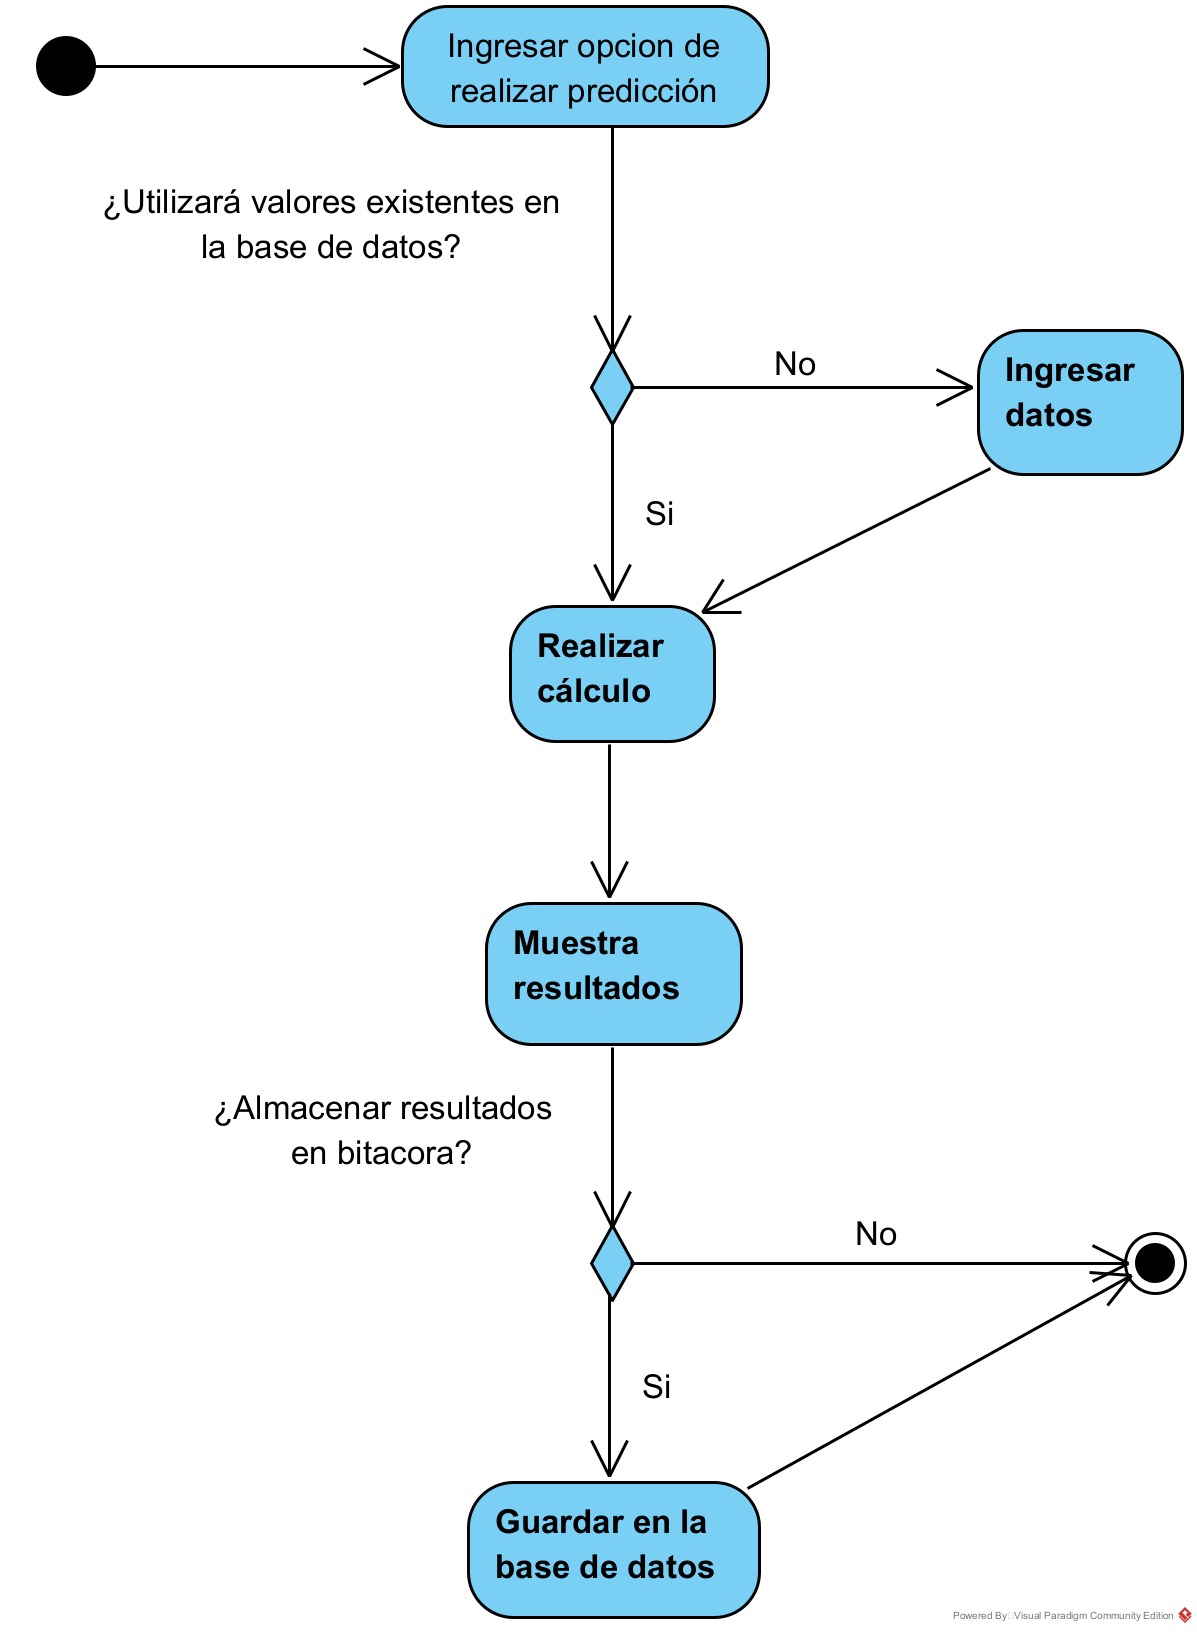 Ingresar opcion de
realizar predicción
¿Utilizará valores existentes en
la base de datos?
No
Ingresar
datos
Si
Realizar
cálculo
Muestra
resultados
¿Almacenar resultados
en bitacora?
No
Si
Guardar en la
base de datos
Powered By Visual Paradigm Community Edition